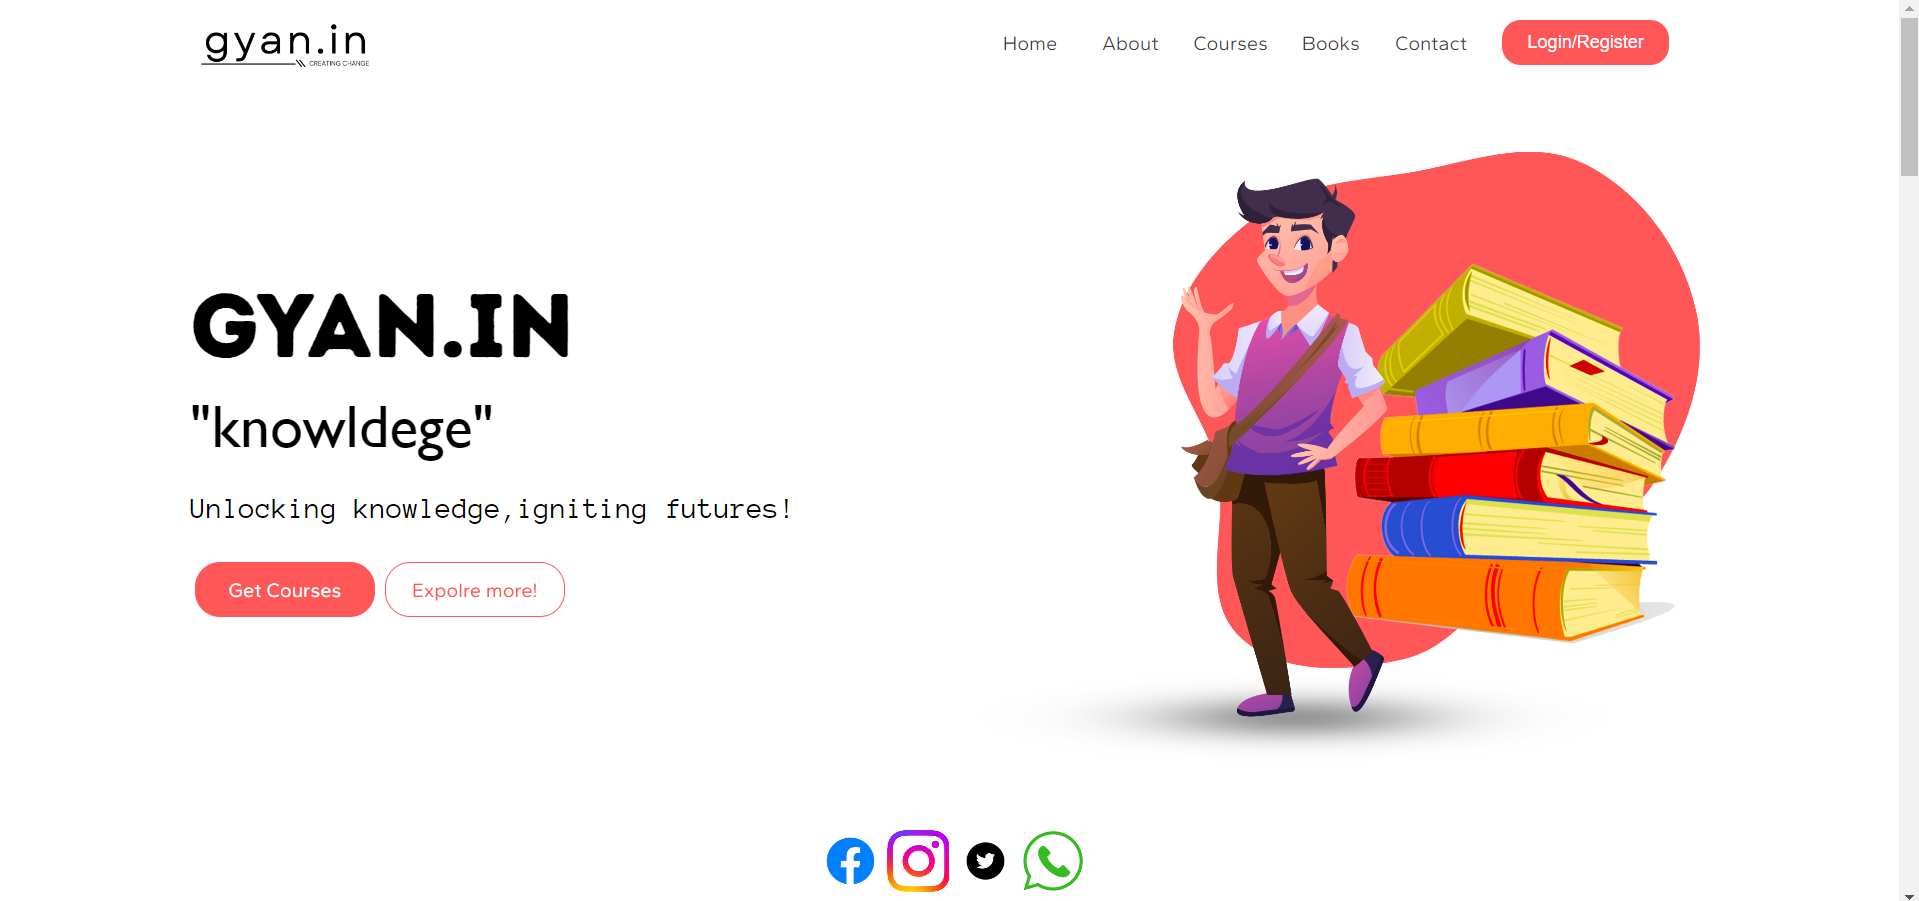 gyan.in
CREATING CHANGE
Home About Courses Books Contact Login/Register
GYAN.IN
"knowldege"
Unlocking knowledge,igniting futures!
Get Courses Expolre more!